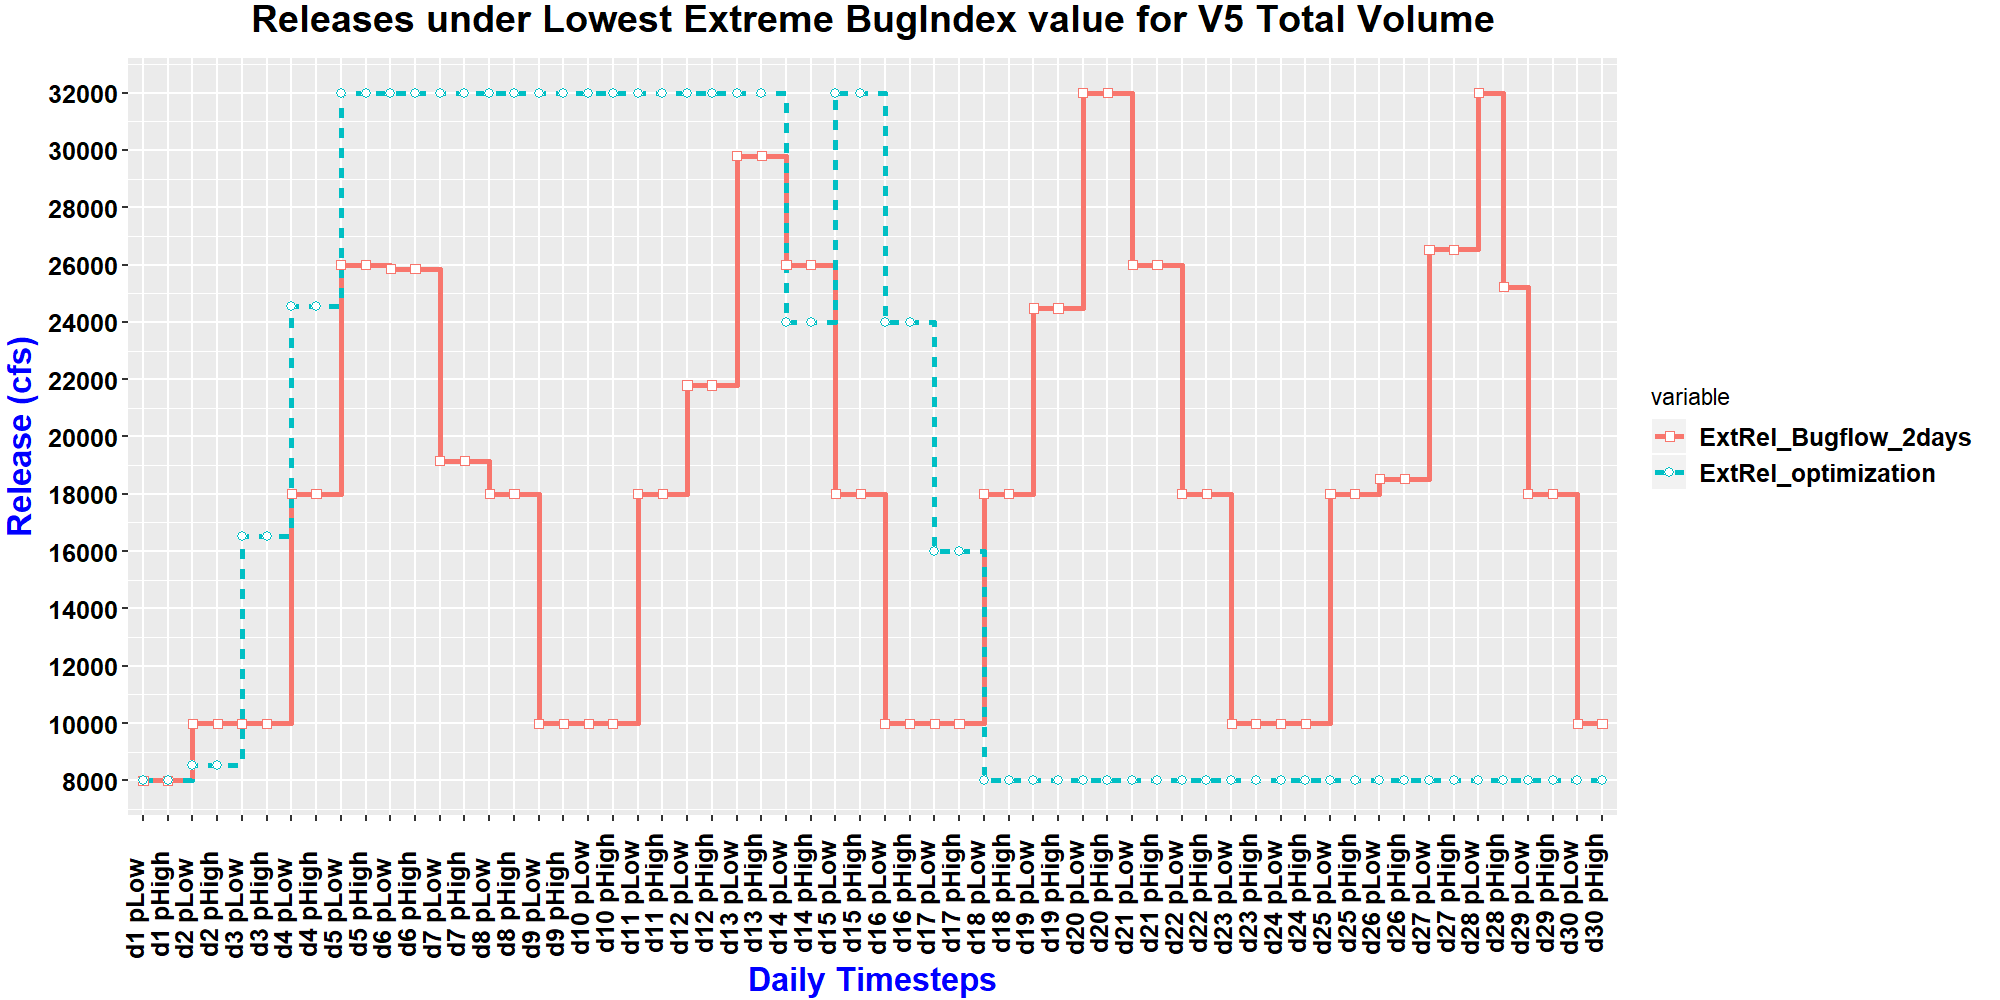 Releases under Lowest Extreme BugIndex value for V5 Total Volume
32000
30000
28000
26000
24000
22000
20000
18000
16000
14000
12000
10000
8000
Release (cfs)
d1 pLow
d1 pHigh
d2 pLow
d2 pHigh
d3 pLow
d3 pHigh
d4 pLow
d4 pHigh
d5 pLow
d5 pHigh
d6 pLow
d6 pHigh
d7 pLow
d7 pHigh
d8 pLow
d8 pHigh
d9 pLow
d9 pHigh
d10 pLow
d10 pHigh
d11 pLow
d11 pHigh
d12 pLow
d12 pHigh
d13 pLow
d13 pHigh
d14 pLow
d14 pHigh
d15 pLow
d15 pHigh
d16 pLow
d16 pHigh
d17 pLow
d17 pHigh
d18 pLow
d18 pHigh
d19 pLow
d19 pHigh
d20 pLow
d20 pHigh
d21 pLow
d21 pHigh
d22 pLow
d22 pHigh
d23 pLow
d23 pHigh
d24 pLow
d24 pHigh
d25 pLow
d25 pHigh
d26 pLow
d26 pHigh
d27 pLow
d27 pHigh
d28 pLow
d28 pHigh
d29 pLow
d29 pHigh
d30 pLow
d30 pHigh
Daily Timesteps
variable
ExtRel_Bugflow_2days
ExtRel_optimization